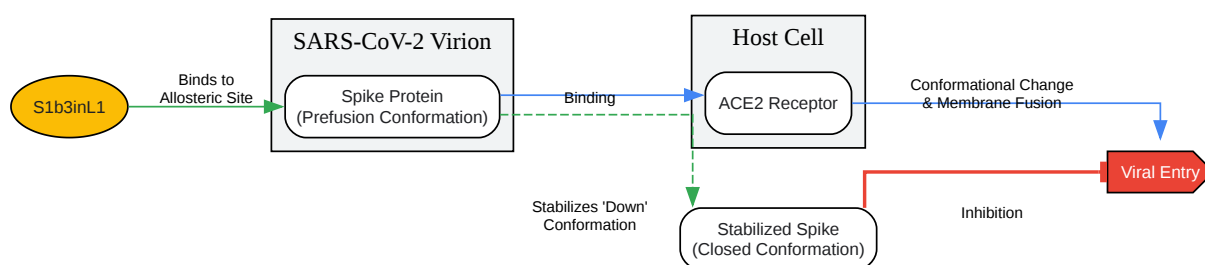 SARS-CoV-2 Virion
Host Cell
S1b3inL1
Binds to
Allosteric Site
Spike Protein
(Prefusion Conformation)
Binding
ACE2 Receptor
Conformational Change
& Membrane Fusion
Viral Entry
Stabilizes 'Down'
Conformation
Stabilized Spike
(Closed Conformation)
Inhibition